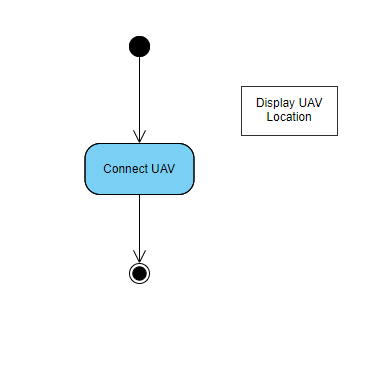 Display UAV
Location
Connect UAV